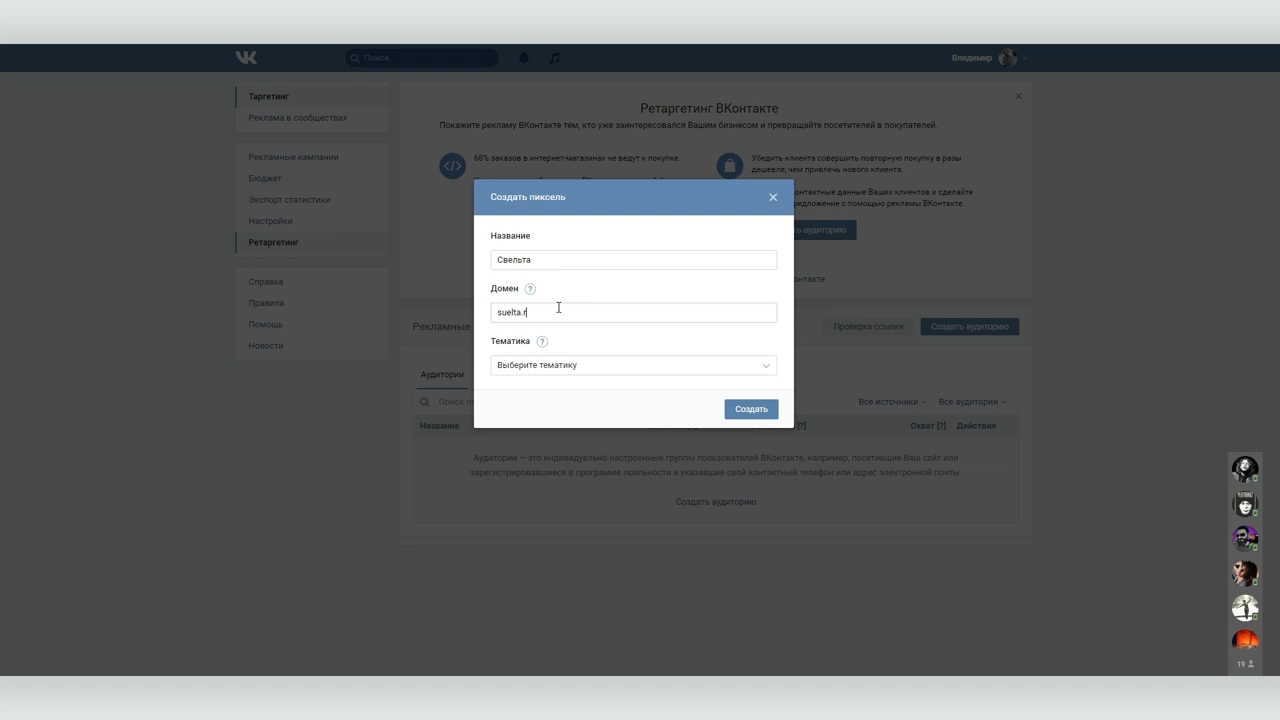 Поиск
Владимир
Таргетинг
Реклама в сообществах
Рекламные кампании
Бюджет
Экспорт статистики
Настройки
Ретаргетинг
Справка
Правила
Помощь
Новости
Ретаргетинг ВКонтакте
Покажите рекламу ВКонтакте тем, кто уже заинтересовался Вашим бизнесом и превращайте посетителей в покупателей.
68% заказов в интернет-магазинах не ведут к покупке.
Убедить клиента совершить повторную покупку в разы
дешевле, чем привлечь нового клиента.
контактные данные Ваших клиентов и сделайте
предложение с помощью рекламы ВКонтакте.
аудиторию
Создать пиксель
Название
Свельта
Домен ?
suelta.r
Тематика ?
Выберите тематику
Создать
Рекламные
Проверка ссылки
Создать аудиторию
Аудитории
Поиск
Все источники
Все аудитории
Название
[?]
Охват [?]
Действия
Аудитории — это индивидуально настроенные группы пользователей ВКонтакте, например, посетившие Ваш сайт или
зарегистрировавшиеся в программе лояльности и указавшие свой контактный телефон или адрес электронной почты.
Создать аудиторию
19